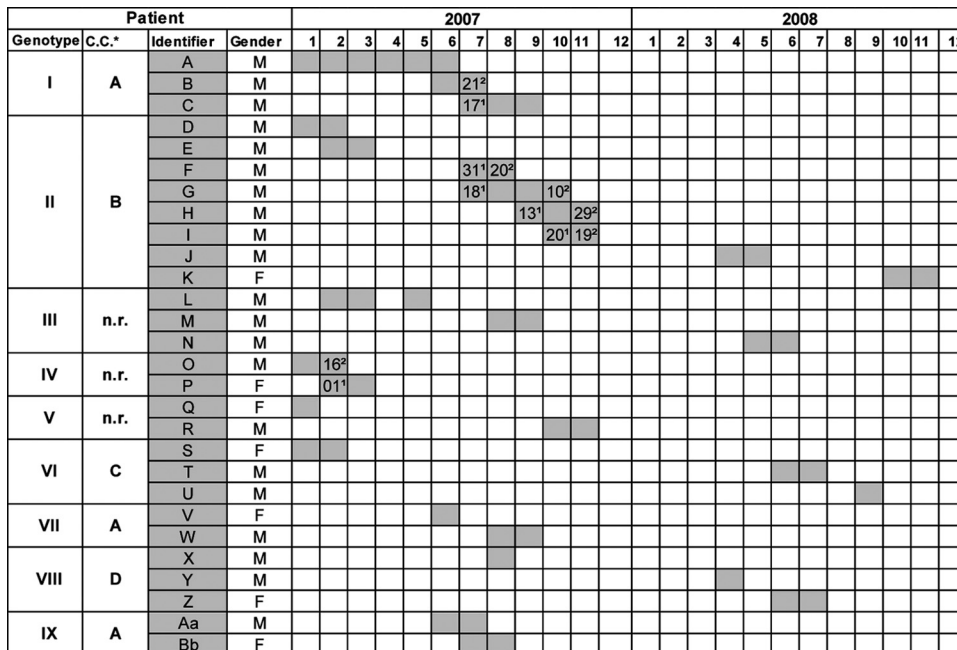 Patient 2007 2008
Genotype C.C.* Identifier Gender 1 2 3 4 5 6 7 8 9 10 11 12 1 2 3 4 5 6 7 8 9 10 11
I A A M
B M 21²
C M 17¹
II B D M
E M
F M 31¹ 20²
G M 18¹ 10²
H M 13¹ 29²
I M 20¹ 19²
J M
K F
III n.r. L M
M M
N M
IV n.r. O M 16²
P F 01¹
V n.r. Q F
R M
VI C S F
T M
U M
VII A V F
W M
VIII D X M
Y M
Z F
IX A Aa M
Bb F